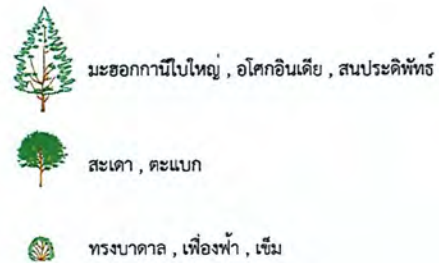 มะฮอกกานีใบใหญ่ , อโศกอินเดีย , สนประดิพัทธ์
สะเดา , ตะแบก
ทรงบาดาล , เฟื่องฟ้า , เข็ม